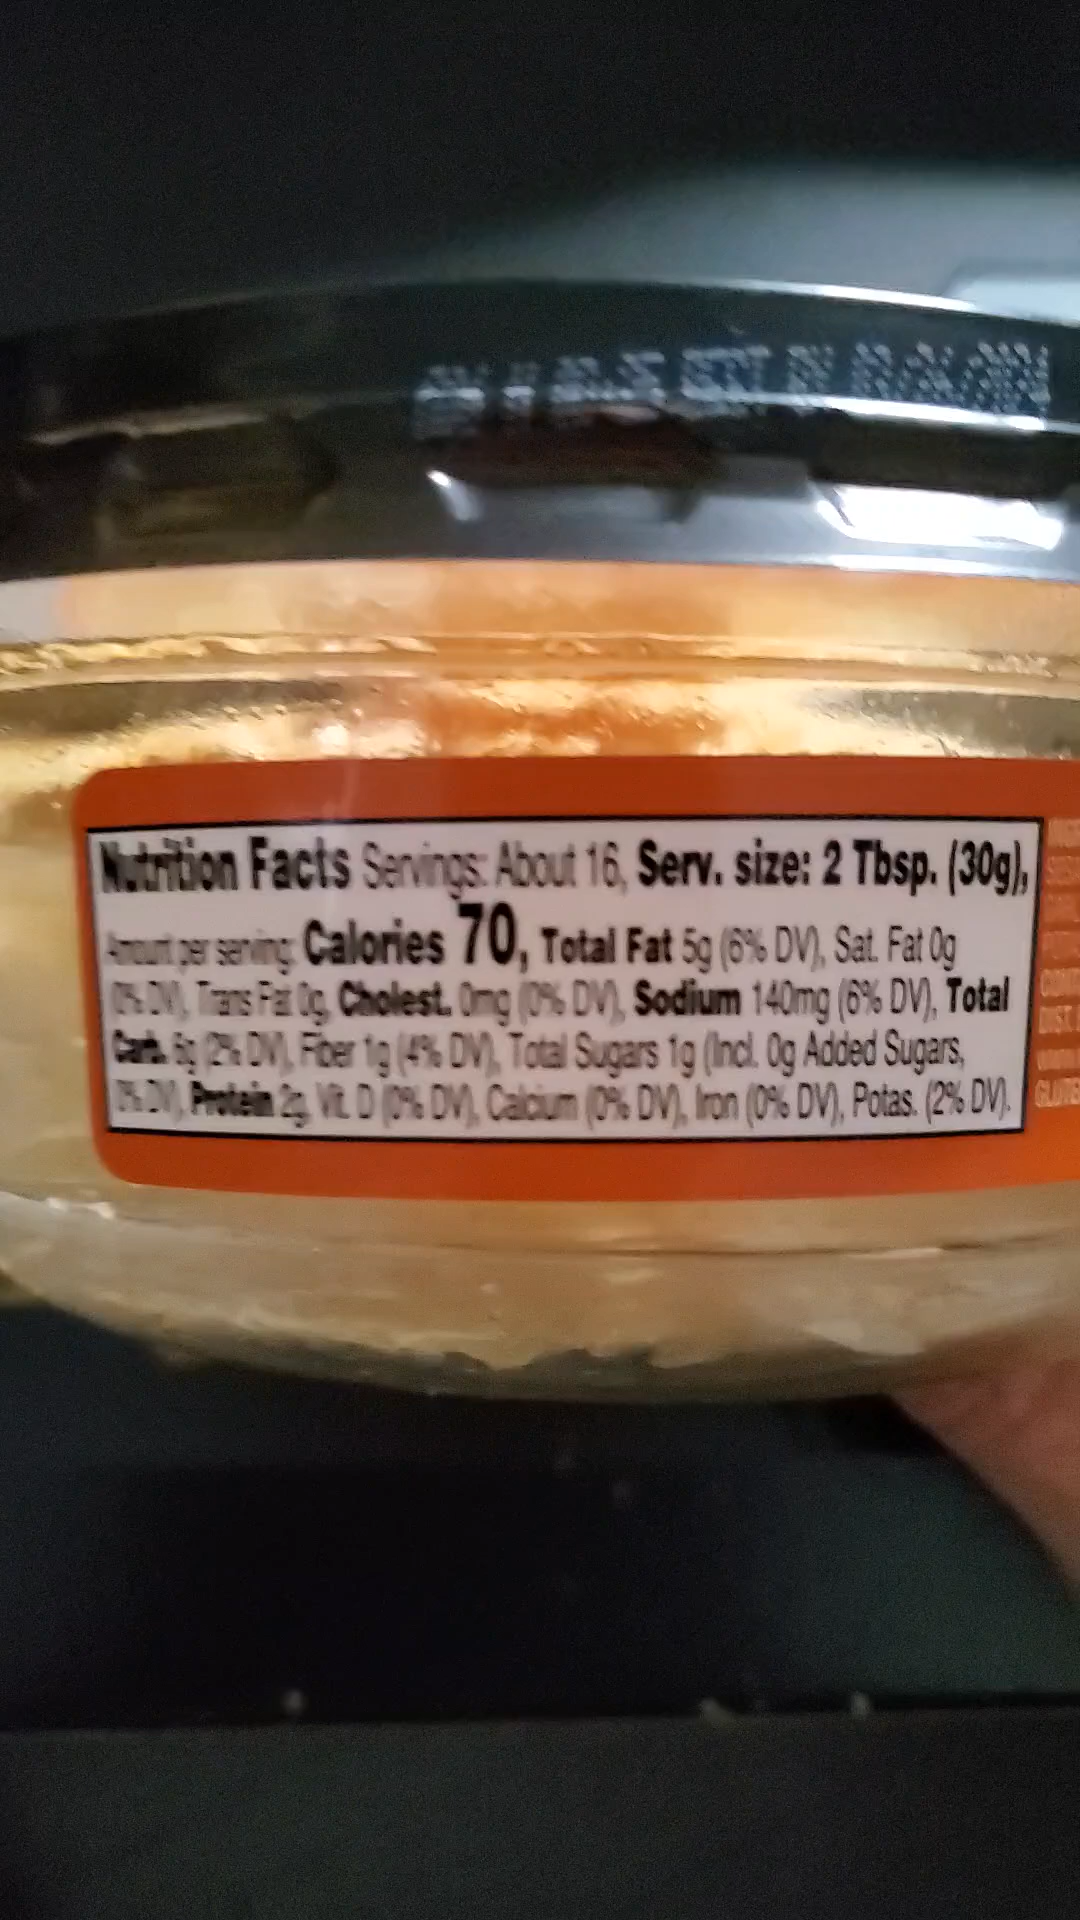 BEST BY
Nutrition Facts Servings: About 16, Serv. size: 2 Tbsp. (30g),
Amount per serving: Calories 70, Total Fat 5g (6% DV), Sat. Fat 0g
(0% DV), Trans Fat 0g, Cholest. 0mg (0% DV), Sodium 140mg (6% DV), Total
Carb. (2% DV), Fiber 1g (4% DV), Total Sugars 1g (Incl. 0g Added Sugars,
0% DV), Protein 2g, Vit. D (0% DV), Calcium (0% DV), Iron (0% DV), Potas. (2% DV).